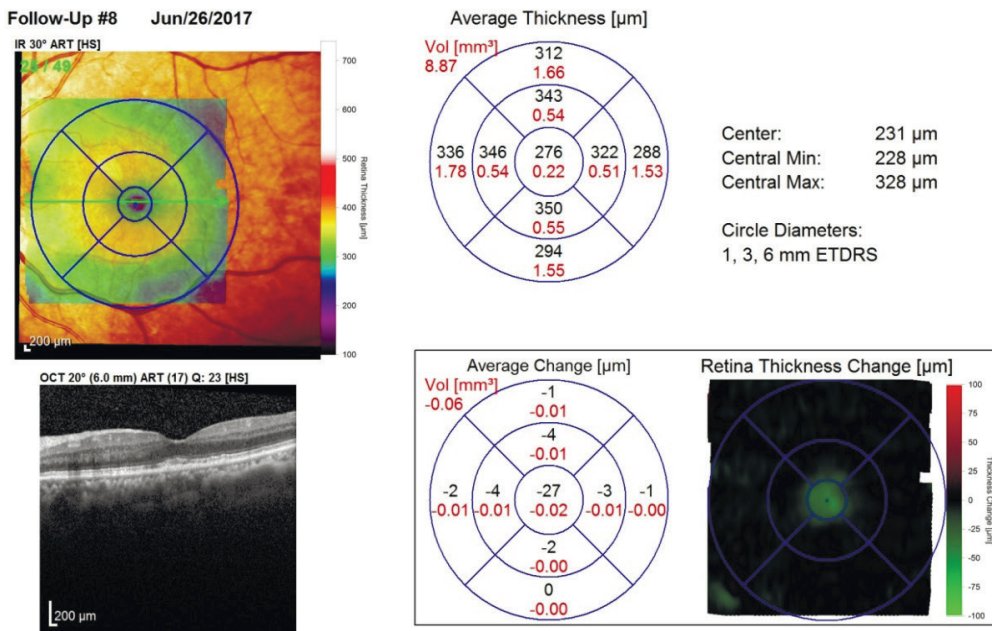 Follow-Up #8 Jun/26/2017
IR 30° ART [HS]
25 / 49
200 µm
700
600
500
400
300
200
100
Retina Thickness [µm]
Average Thickness [µm]
Vol [mm³]
8.87
312
1.66
343
0.54
336 346 276 322 288
1.78 0.54 0.22 0.51 1.53
350
0.55
294
1.55
Center: 231 µm
Central Min: 228 µm
Central Max: 328 µm
Circle Diameters:
1, 3, 6 mm ETDRS
OCT 20° (6.0 mm) ART (17) Q: 23 [HS]
200 µm
Average Change [µm]
Vol [mm³]
-0.06
-1
-0.01
-4
-0.01
-2 -4 -27 -3 -1
-0.01 -0.01 -0.02 -0.01 -0.00
-2
-0.00
0
-0.00
Retina Thickness Change [µm]
100
75
50
25
0
-25
-50
-75
-100
Thickness Change [µm]